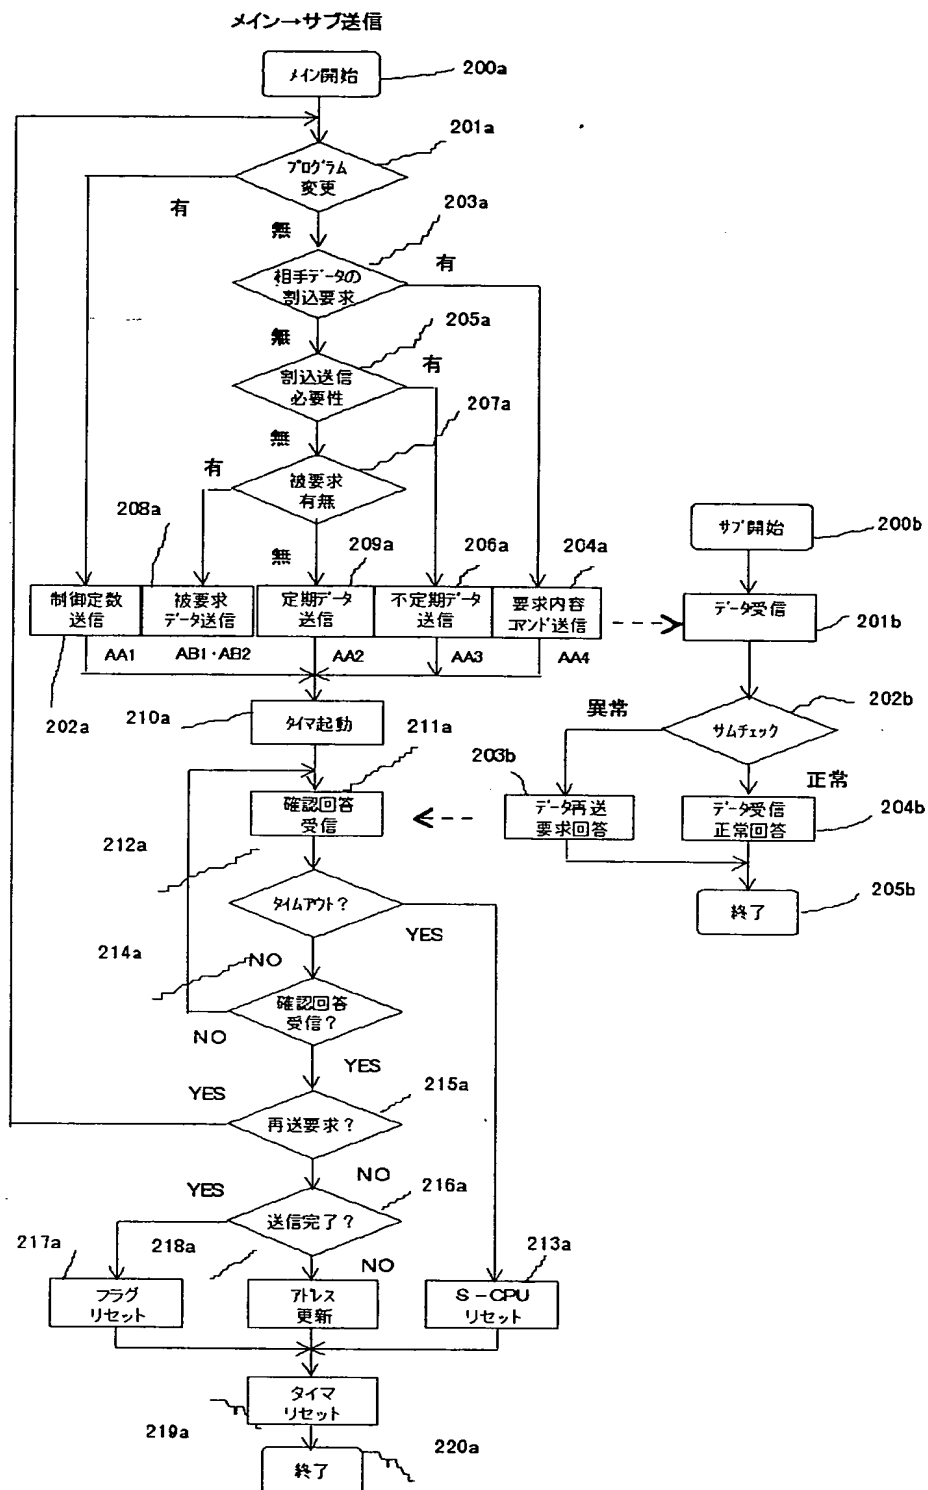 メイン→サブ送信
メイン開始
200a
201a
プログラム
変更
有
無
203a
相手データの
割込要求
有
無
205a
割込送信
必要性
有
無
207a
被要求
有無
有
無
208a
209a
206a
204a
制御定数
送信
被要求
データ送信
定期データ
送信
不定期データ
送信
要求内容
コマンド送信
AA1
AB1・AB2
AA2
AA3
AA4
202a
サブ開始
200b
データ受信
201b
サムチェック
202b
異常
正常
203b
データ再送
要求回答
データ受信
正常回答
204b
終了
205b
210a
タイマ起動
211a
確認回答
受信
212a
タイムアウト?
YES
NO
214a
確認回答
受信?
NO
YES
215a
再送要求?
YES
NO
216a
送信完了?
YES
NO
217a
フラグ
リセット
218a
アドレス
更新
213a
S-CPU
リセット
タイマ
リセット
219a
終了
220a